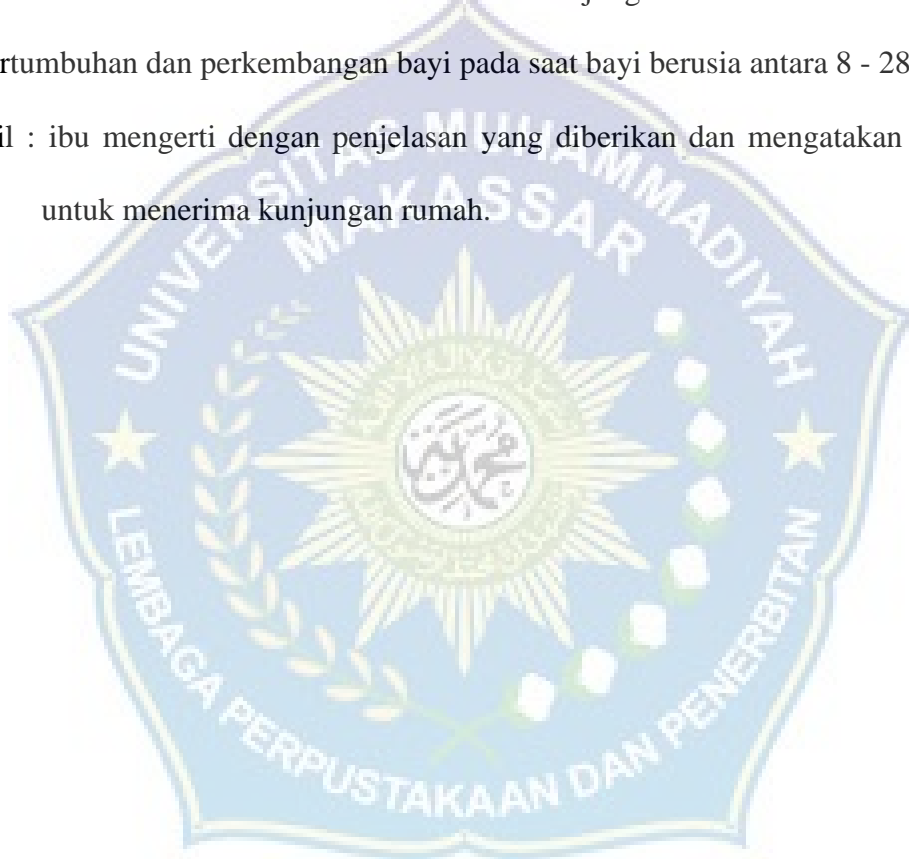 rtumbuhan dan perkembangan bayi pada saat bayi berusia antara 8 - 28
il : ibu mengerti dengan penjelasan yang diberikan dan mengatakan
untuk menerima kunjungan rumah.
UNIVERSITAS MUHAMMADIYAH
MAKASSAR
LEMBAGA PERPUSTAKAAN DAN PENERBITAN